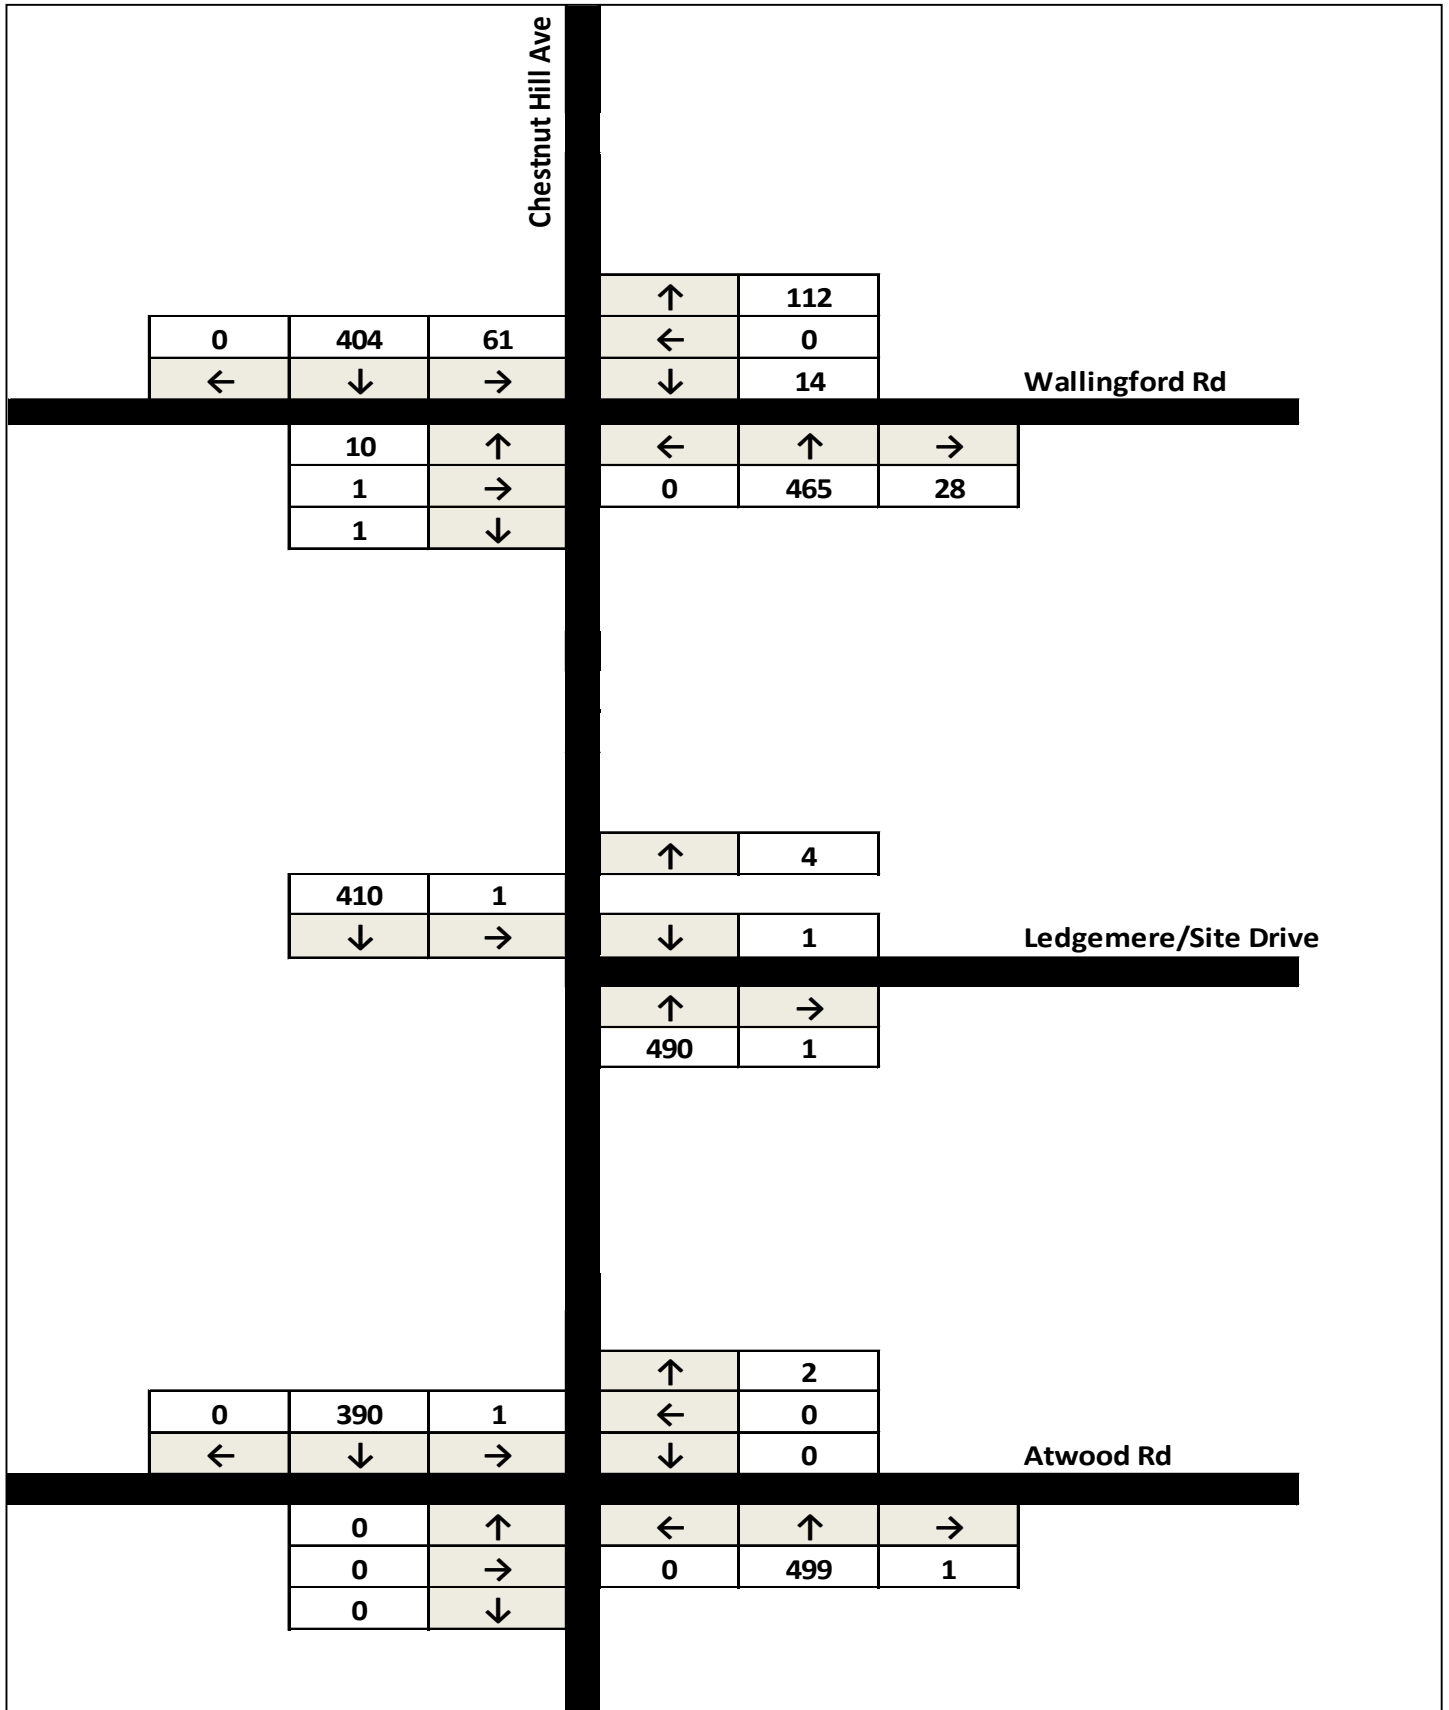 Chestnut Hill Ave
↑ 112
0 404 61 ← 0
← ↓ → ↓ 14 Wallingford Rd
10 ↑ ← ↑ →
1 → 0 465 28
1 ↓
↑ 4
410 1
↓ → ↓ 1 Ledgemere/Site Drive
↑ →
490 1
↑ 2
0 390 1 ← 0
← ↓ → ↓ 0 Atwood Rd
0 ↑ ← ↑ →
0 → 0 499 1
0 ↓